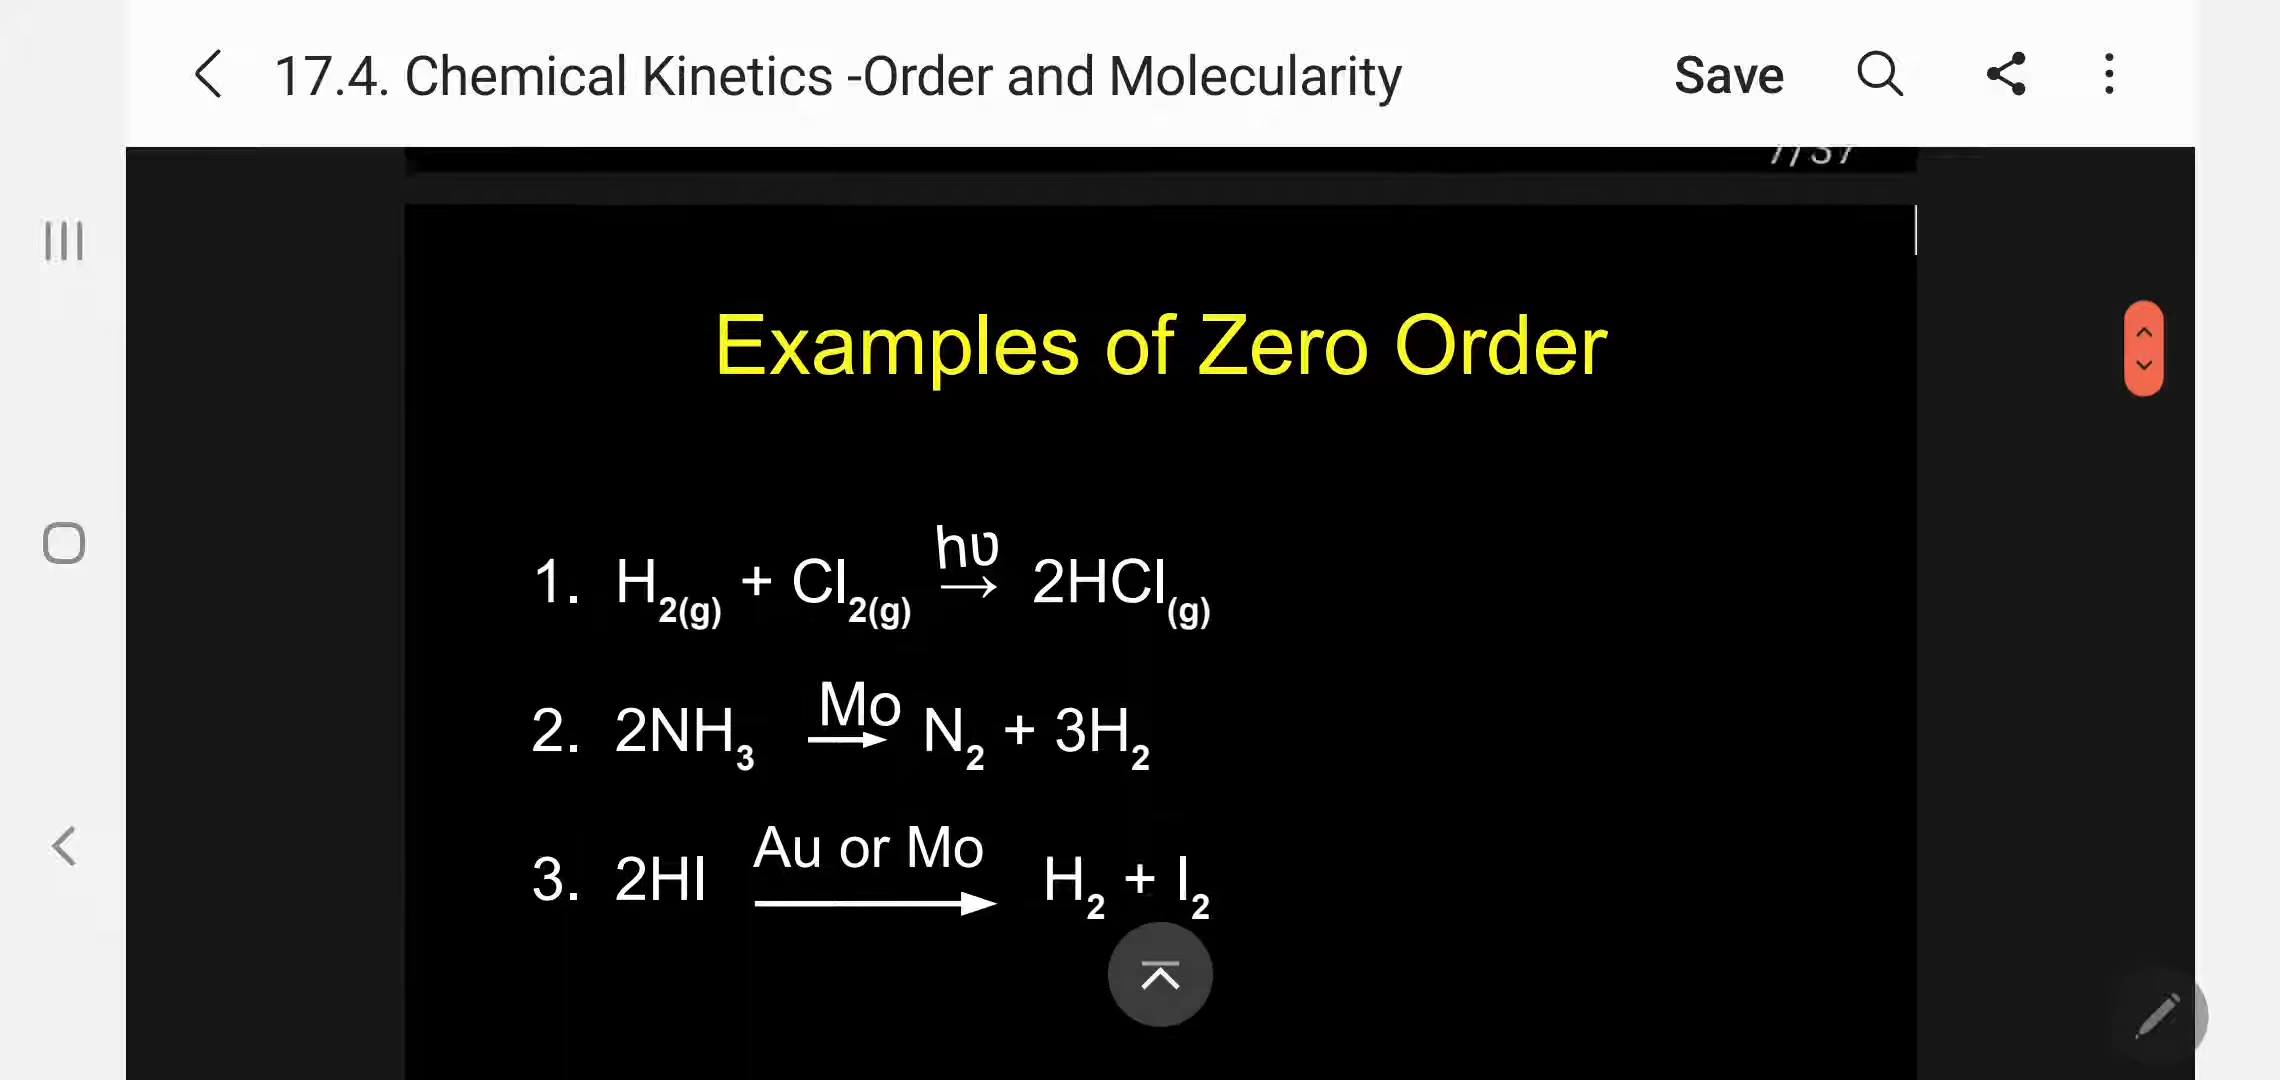 17.4. Chemical Kinetics -Order and Molecularity
Save
Examples of Zero Order
1. H2(g) + Cl2(g) hʋ → 2HCl(g)
2. 2NH3 Mo → N2 + 3H2
3. 2HI Au or Mo → H2 + I2